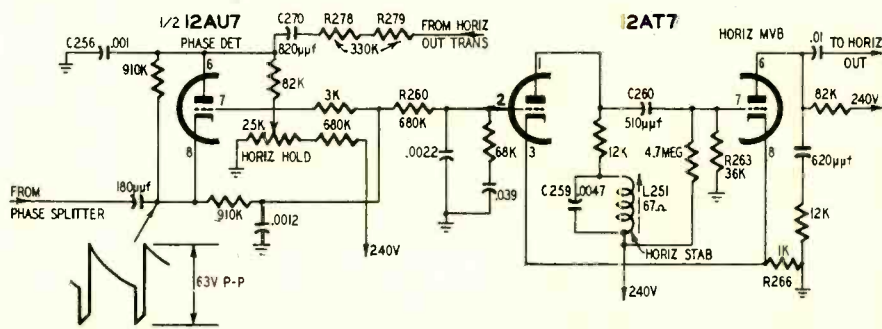 1/2 12AU7
PHASE DET
C256 .001
910K
6
7
8
C270
820µµf
R278
R279
330K
FROM HORIZ
OUT TRANS
82K
3K
25K
680K
HORIZ HOLD
R260
680K
.0022
68K
.039
FROM
PHASE SPLITTER
180µµf
910K
.0012
240V
63V P-P
12AT7
1
2
3
12K
C259 .0047
L251
67Ω
HORIZ STAB
240V
C260
510µµf
4.7 MEG
R263
36K
HORIZ MVB
6
7
8
.01
TO HORIZ
OUT
82K
240V
620µµf
12K
1K
R266